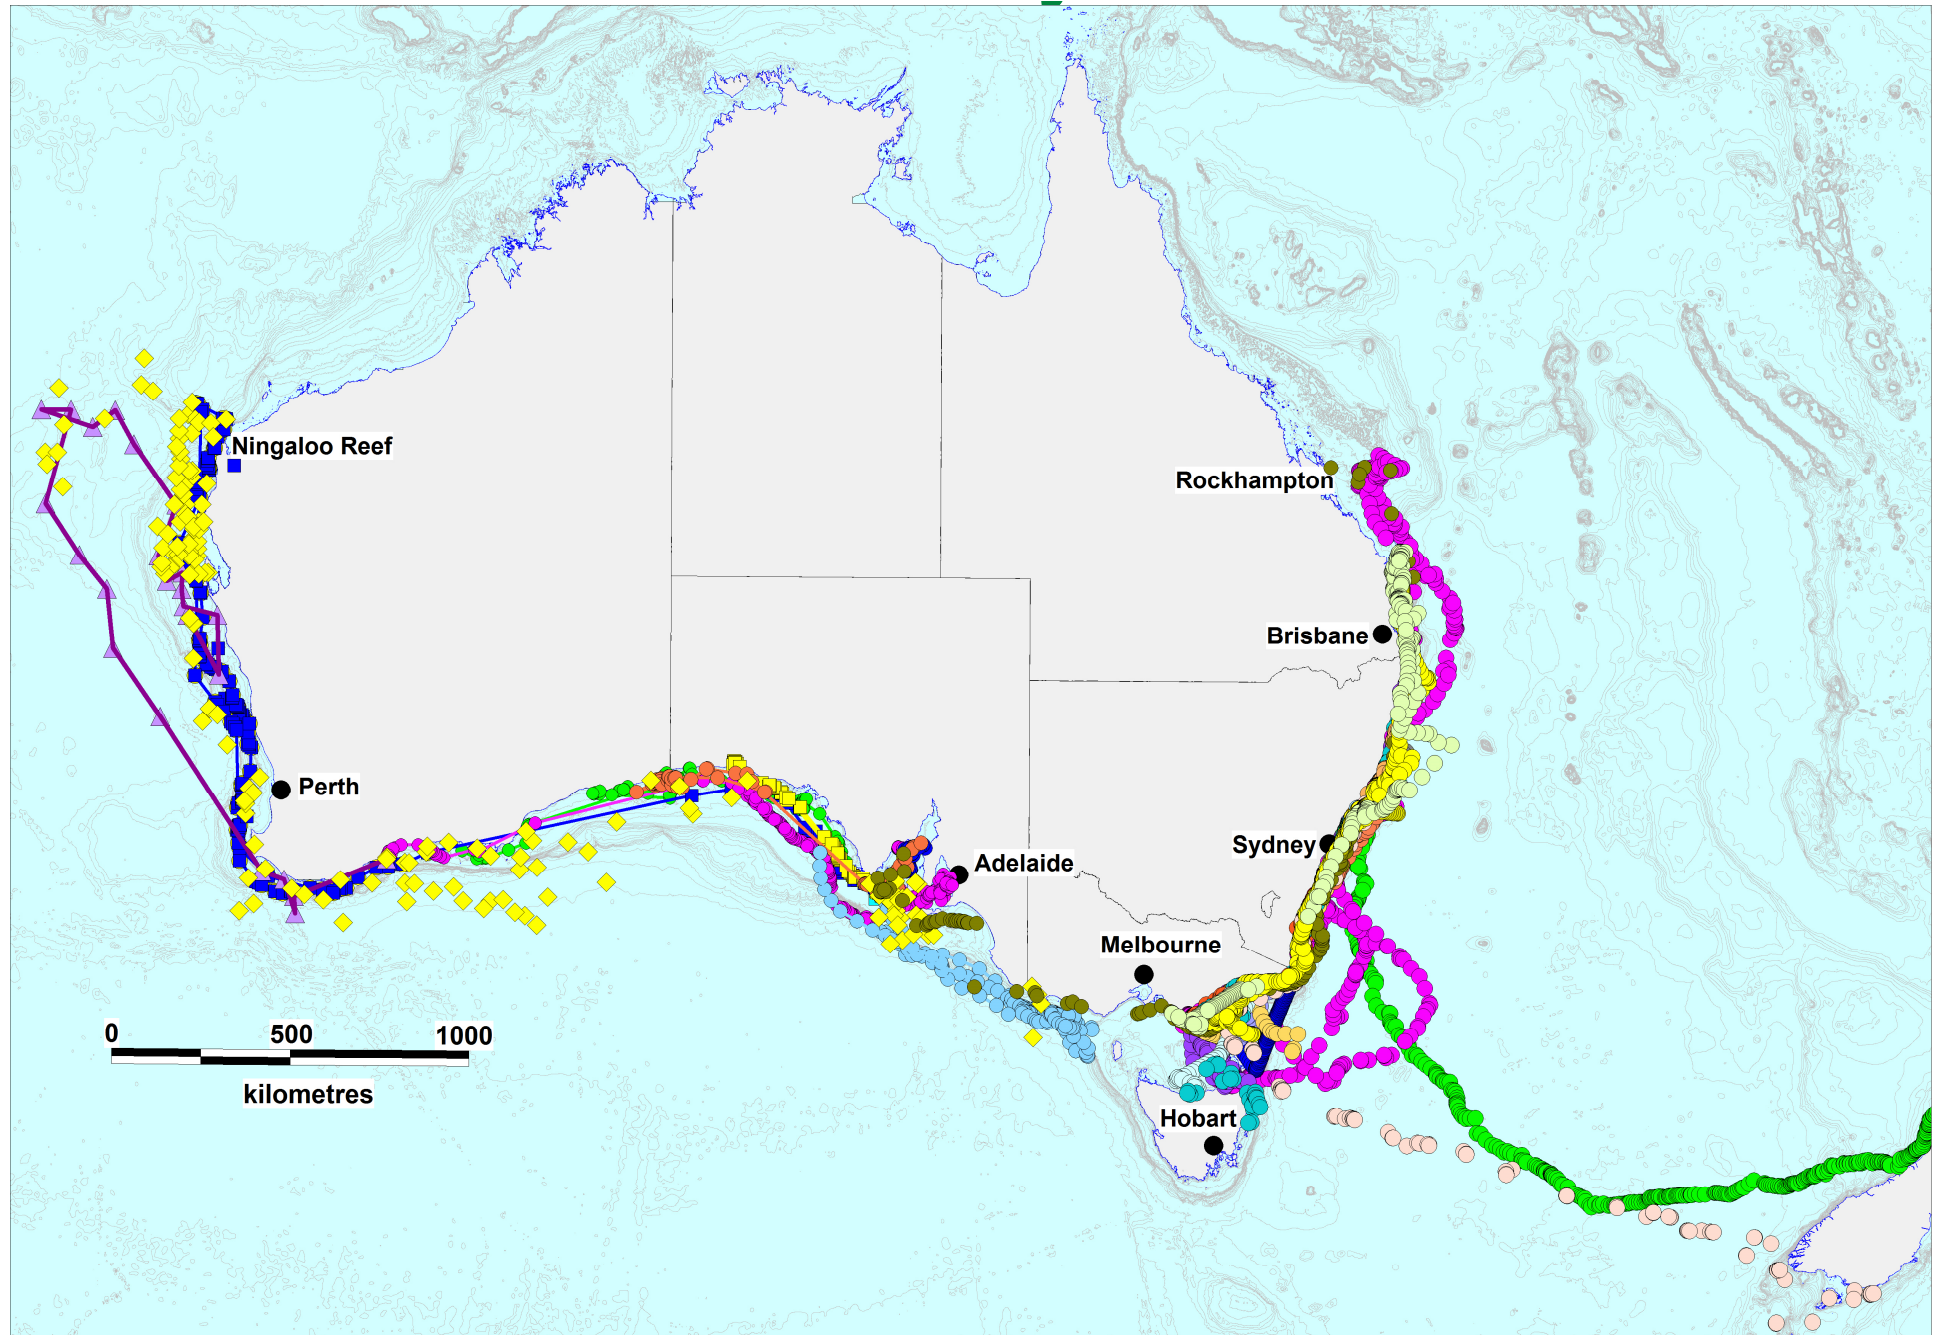 Ningaloo Reef
Rockhampton
Brisbane
Perth
Sydney
Adelaide
Melbourne
0 500 1000
kilometres
Hobart